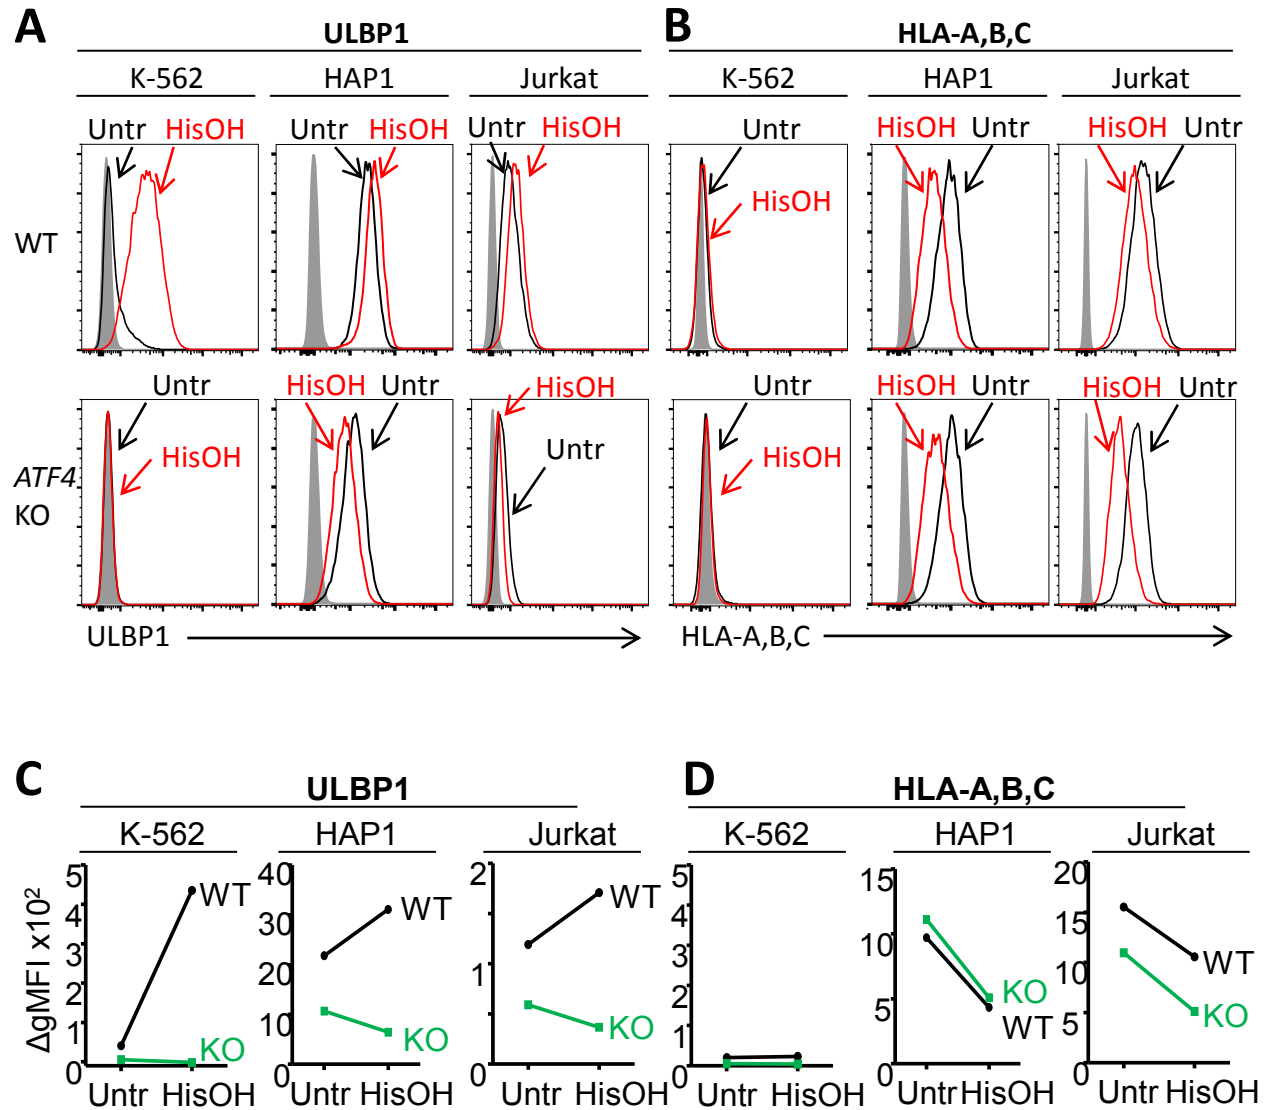 A ULBP1 B HLA-A,B,C
K-562 HAP1 Jurkat K-562 HAP1 Jurkat
Untr HisOH Untr HisOH Untr HisOH Untr HisOH Untr HisOH Untr
HisOH
WT
HisOH Untr HisOH Untr Untr HisOH Untr HisOH Untr
HisOH Untr HisOH
ATF4
KO
ULBP1 HLA-A,B,C
C ULBP1 D HLA-A,B,C
K-562 HAP1 Jurkat K-562 HAP1 Jurkat
ΔgMFI x10²
5 4 3 2 1 0
WT
KO
Untr HisOH
40 30 20 10 0
WT
KO
Untr HisOH
2 1 0
WT
KO
Untr HisOH
5 4 3 2 1 0
Untr HisOH
15 10 5 0
KO
WT
Untr HisOH
20 15 10 5 0
WT
KO
Untr HisOH